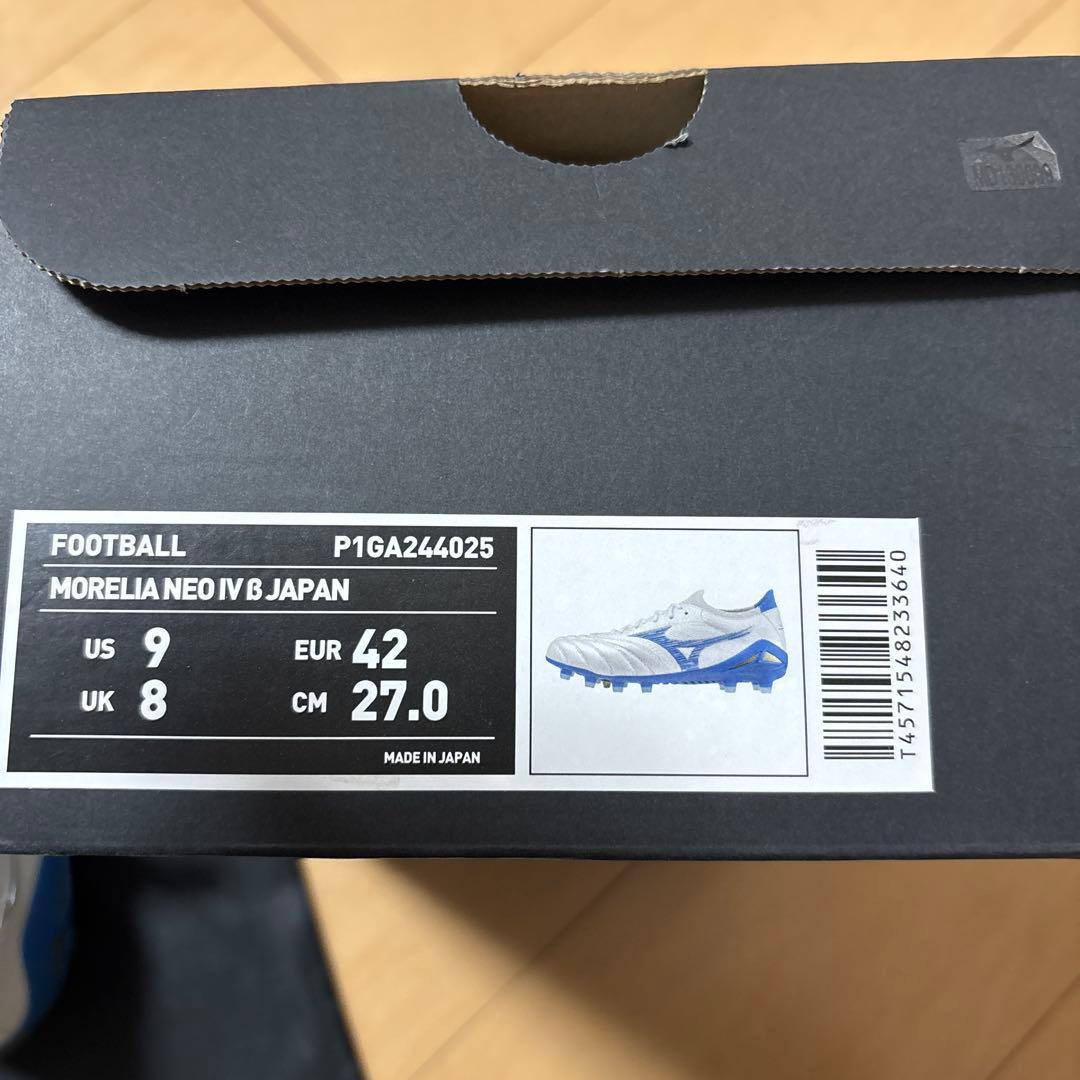 FOOTBALL P1GA244025
MORELIA NEO IV β JAPAN
US 9 EUR 42
UK 8 CM 27.0
MADE IN JAPAN
T4571548233640